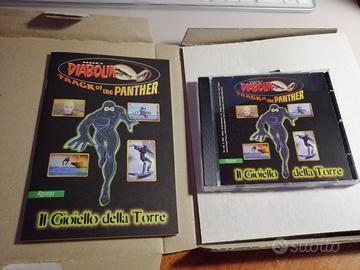 DIABOLIK
TRACK of the PANTHER
Il Gioiello della Torre
DIABOLIK
TRACK of the PANTHER
Il Gioiello della Torre
subito